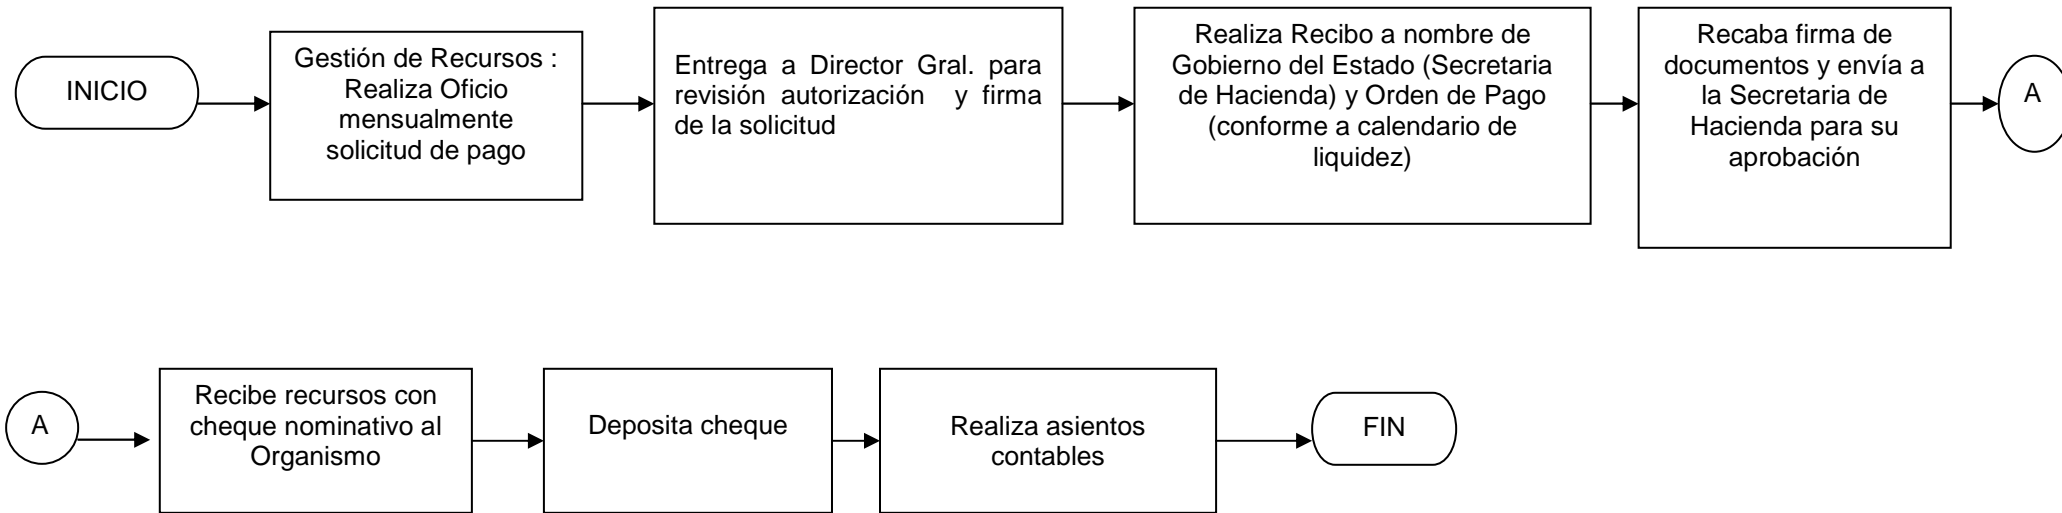 INICIO
Gestión de Recursos :
Realiza Oficio
mensualmente
solicitud de pago
Entrega a Director Gral. para
revisión autorización y firma
de la solicitud
Realiza Recibo a nombre de
Gobierno del Estado (Secretaria
de Hacienda) y Orden de Pago
(conforme a calendario de
liquidez)
Recaba firma de
documentos y envía a
la Secretaria de
Hacienda para su
aprobación
A
A
Recibe recursos con
cheque nominativo al
Organismo
Deposita cheque
Realiza asientos
contables
FIN